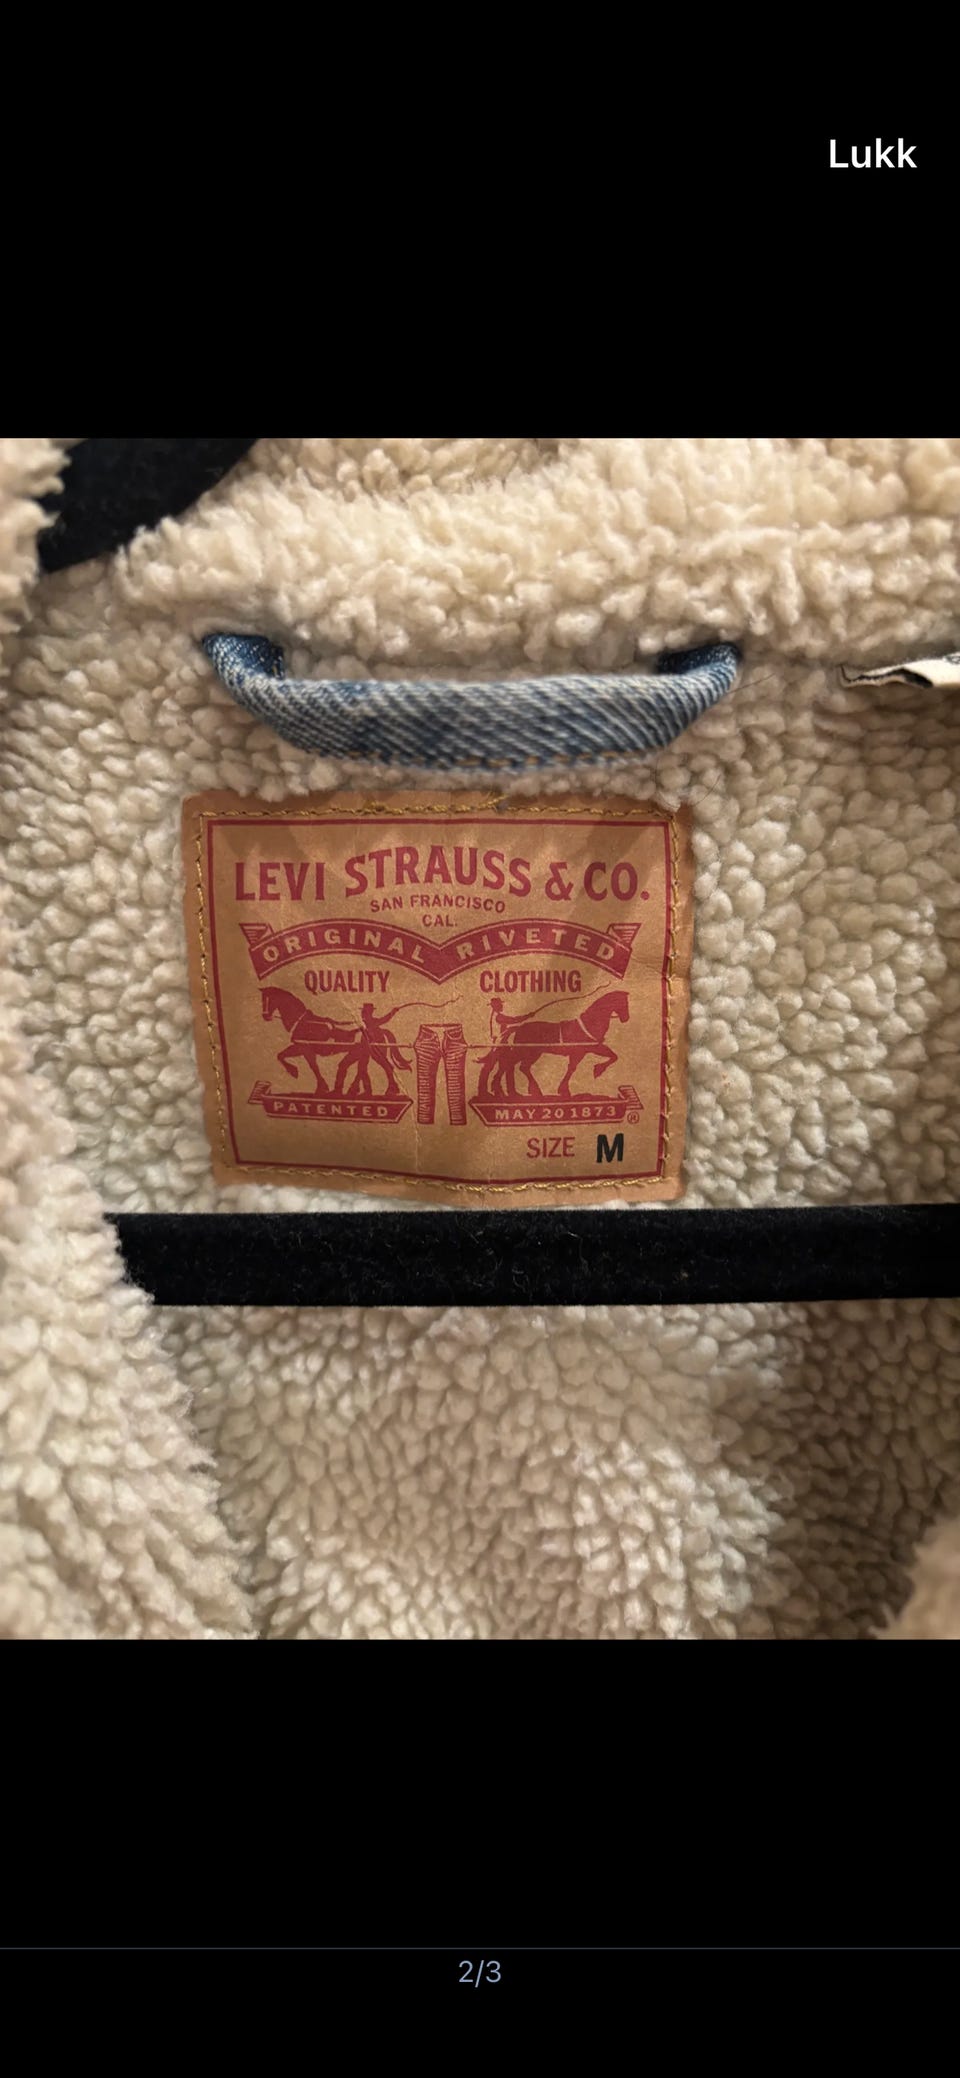 Lukk
LEVI STRAUSS & CO.
SAN FRANCISCO
CAL.
ORIGINAL RIVETED
QUALITY CLOTHING
PATENTED MAY 20 1873 ®
SIZE M
2/3